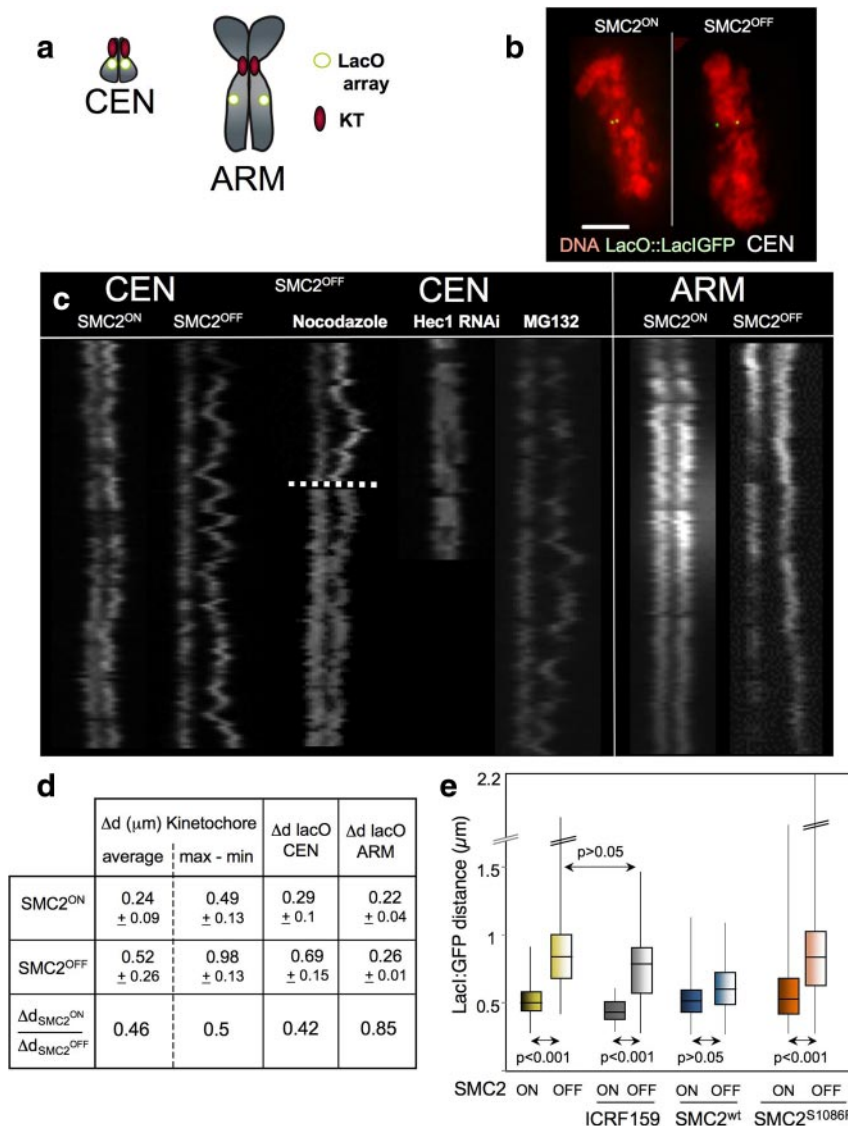 a
CEN
ARM
LacO
array
KT
b
SMC2ON SMC2OFF
DNA LacO::LacIGFP CEN
c
CEN SMC2OFF CEN ARM
SMC2ON SMC2OFF Nocodazole Hec1 RNAi MG132 SMC2ON SMC2OFF
d
Δd (μm) Kinetochore
average max - min
Δd lacO
CEN
Δd lacO
ARM
SMC2ON
0.24 0.49 0.29 0.22
± 0.09 ± 0.13 ± 0.1 ± 0.04
SMC2OFF
0.52 0.98 0.69 0.26
± 0.26 ± 0.13 ± 0.15 ± 0.01
ΔdSMC2ON
ΔdSMC2OFF
0.46 0.5 0.42 0.85
e
LacI:GFP distance (μm)
2.2
1.5
1
0.5
0
p>0.05
p<0.001 p<0.001 p>0.05 p<0.001
SMC2 ON OFF ON OFF ON OFF ON OFF
ICRF159 SMC2wt SMC2S1086R